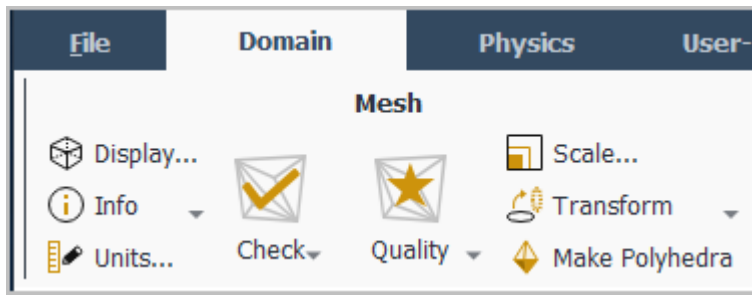 File Domain Physics User-
Mesh
Display...
Info
Units...
Check
Quality
Scale...
Transform
Make Polyhedra